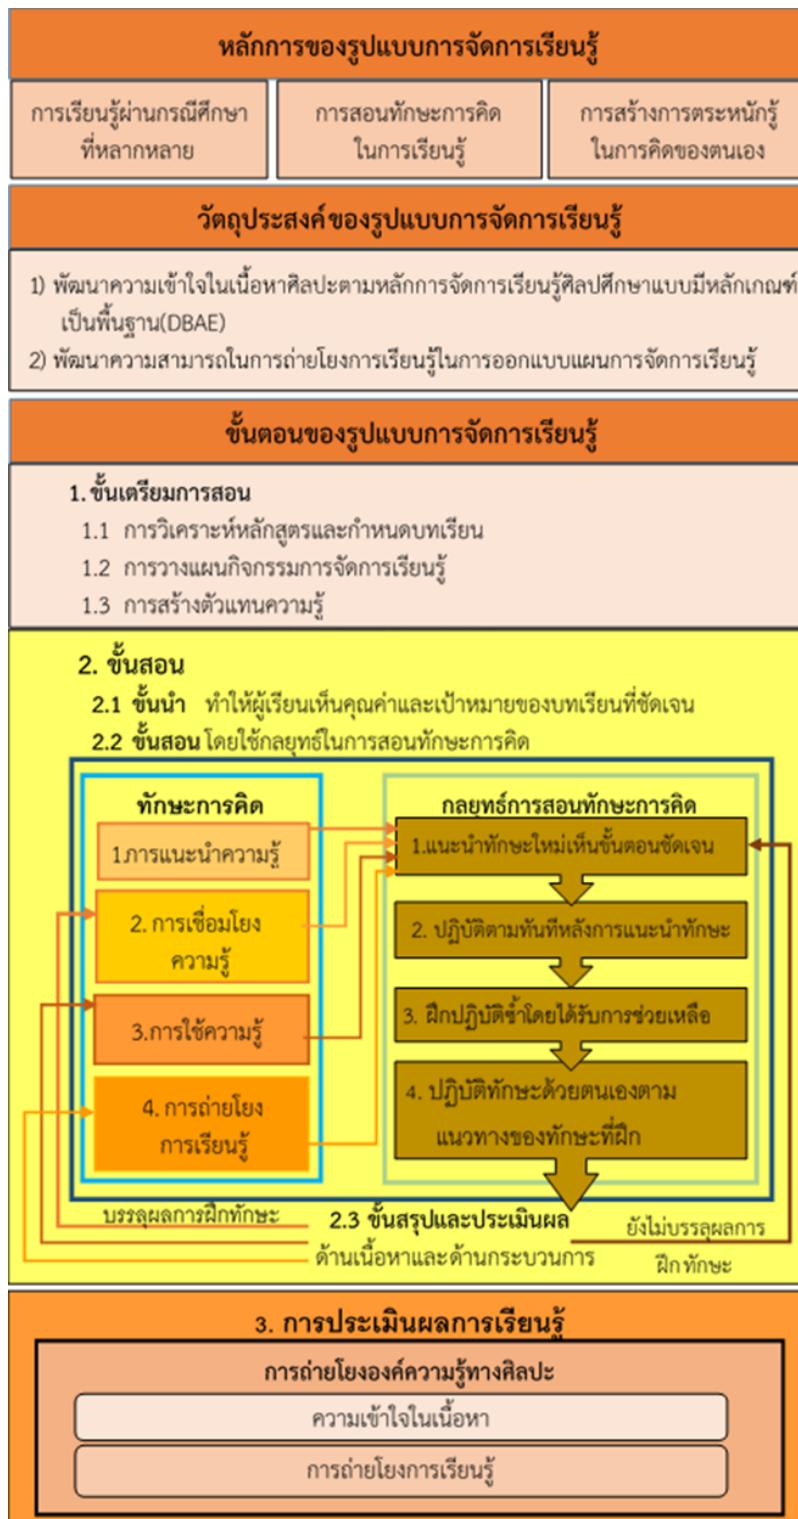 หลักการของรูปแบบการจัดการเรียนรู้
การเรียนรู้ผ่านกรณีศึกษา
ที่หลากหลาย
การสอนทักษะการคิด
ในการเรียนรู้
การสร้างการตระหนักรู้
ในการคิดของตนเอง
วัตถุประสงค์ของรูปแบบการจัดการเรียนรู้
1) พัฒนาความเข้าใจในเนื้อหาศิลปะตามหลักการจัดการเรียนรู้ศิลปศึกษาแบบมีหลักเกณฑ์
เป็นพื้นฐาน(DBAE)
2) พัฒนาความสามารถในการถ่ายโยงการเรียนรู้ในการออกแบบแผนการจัดการเรียนรู้
ขั้นตอนของรูปแบบการจัดการเรียนรู้
1. ขั้นเตรียมการสอน
1.1 การวิเคราะห์หลักสูตรและกำหนดบทเรียน
1.2 การวางแผนกิจกรรมการจัดการเรียนรู้
1.3 การสร้างตัวแทนความรู้
2. ขั้นสอน
2.1 ขั้นนำ ทำให้ผู้เรียนเห็นคุณค่าและเป้าหมายของบทเรียนที่ชัดเจน
2.2 ขั้นสอน โดยใช้กลยุทธ์ในการสอนทักษะการคิด
ทักษะการคิด
1.การแนะนำความรู้
2. การเชื่อมโยง
ความรู้
3.การใช้ความรู้
4. การถ่ายโยง
การเรียนรู้
กลยุทธ์การสอนทักษะการคิด
1.แนะนำทักษะใหม่เห็นขั้นตอนชัดเจน
2. ปฏิบัติตามทันทีหลังการแนะนำทักษะ
3. ฝึกปฏิบัติซ้ำโดยได้รับการช่วยเหลือ
4. ปฏิบัติทักษะด้วยตนเองตาม
แนวทางของทักษะที่ฝึก
บรรลุผลการฝึกทักษะ
2.3 ขั้นสรุปและประเมินผล
ด้านเนื้อหาและด้านกระบวนการ
ยังไม่บรรลุผลการ
ฝึกทักษะ
3. การประเมินผลการเรียนรู้
การถ่ายโยงองค์ความรู้ทางศิลปะ
ความเข้าใจในเนื้อหา
การถ่ายโยงการเรียนรู้